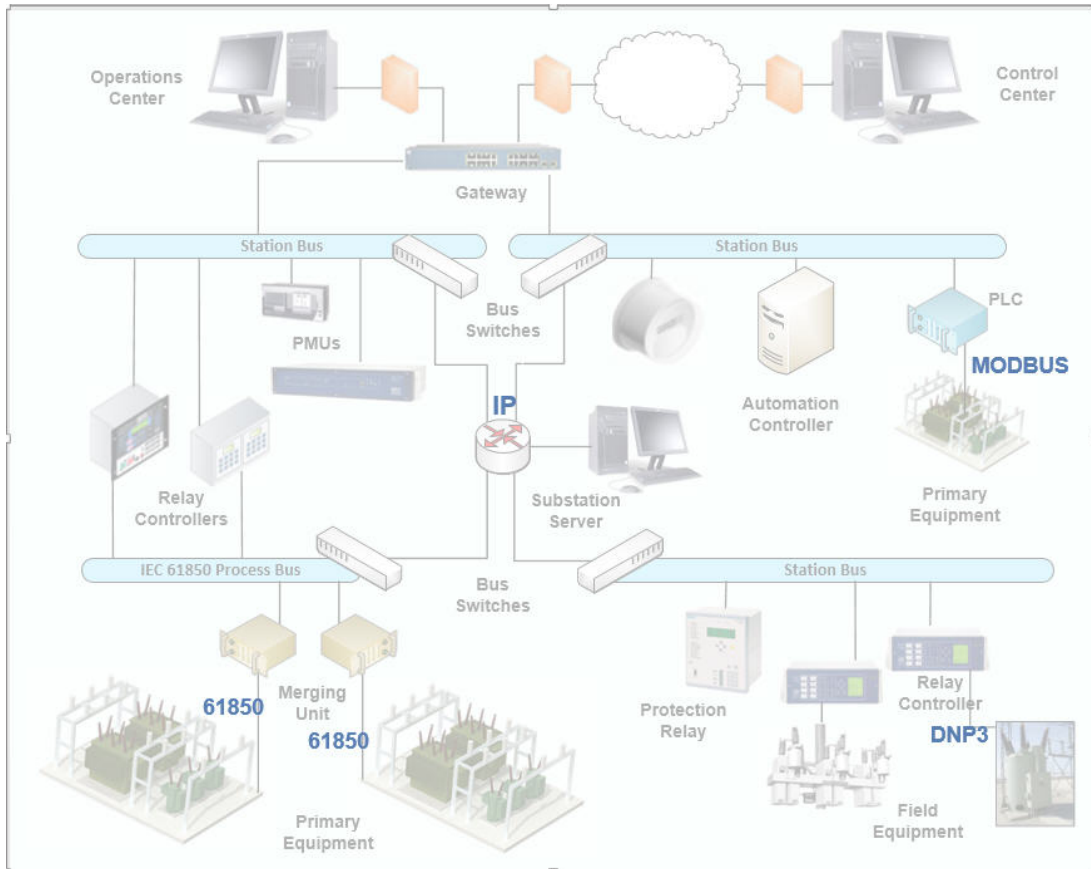 Operations
Center
Control
Center
Gateway
Station Bus
Station Bus
Bus
Switches
PMUs
PLC
MODBUS
IP
Automation
Controller
Relay
Controllers
Substation
Server
Primary
Equipment
IEC 61850 Process Bus
Bus
Switches
Station Bus
61850
Merging
Unit
61850
Protection
Relay
Relay
Controller
DNP3
Primary
Equipment
Field
Equipment